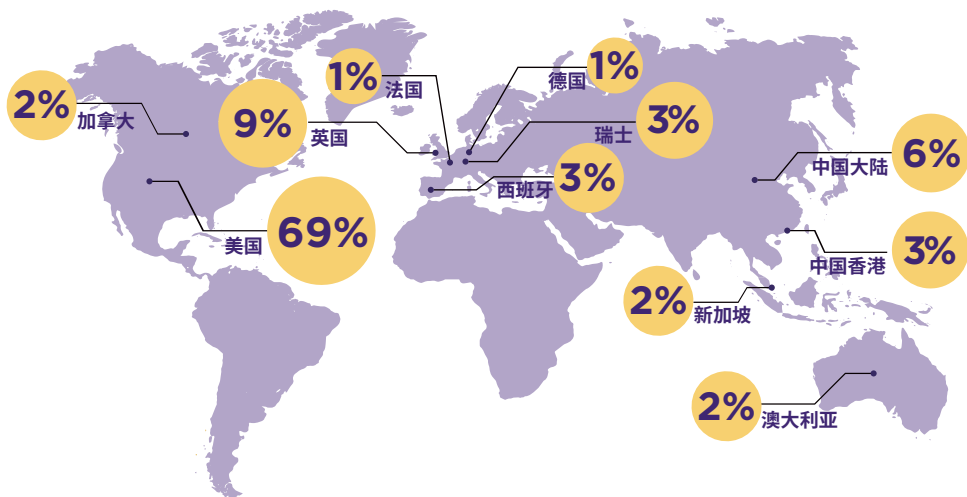 1%
法国
德国
1%
2%
加拿大
9%
英国
瑞士
3%
中国大陆
6%
西班牙
3%
美国
69%
中国香港
3%
2%
新加坡
2%
澳大利亚